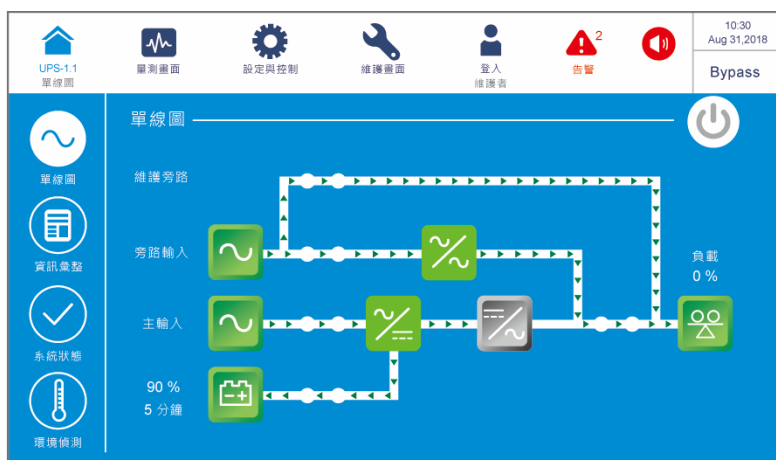 UPS-1.1
單線圖
量測畫面
設定與控制
維護畫面
登入
維護者
2
告警
10:30
Aug 31,2018
Bypass
單線圖
單線圖
資訊彙整
系統狀態
環境偵測
維護旁路
旁路輸入
主輸入
90 %
5 分鐘
負載
0 %